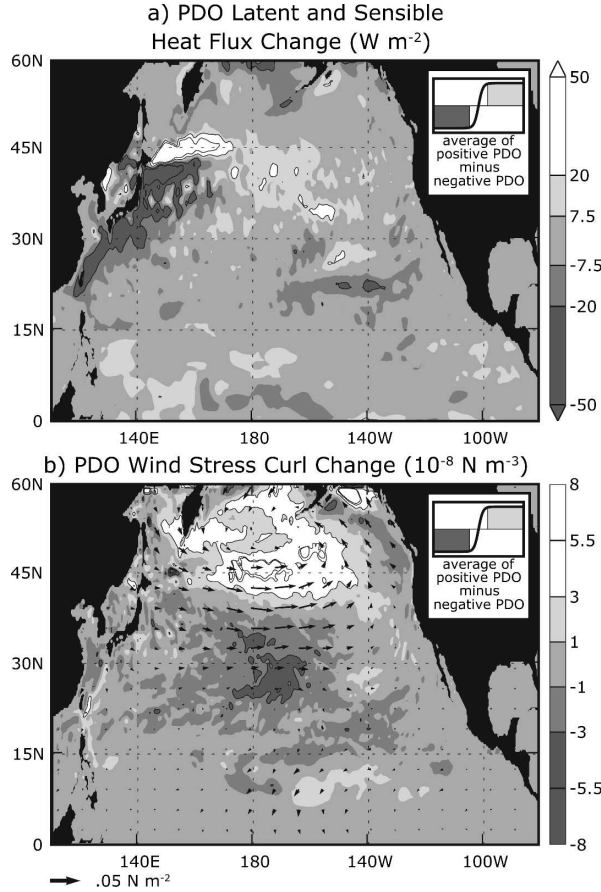 a) PDO Latent and Sensible
Heat Flux Change (W m⁻²)
60N
45N
30N
15N
0
140E
180
140W
100W
average of
positive PDO
minus
negative PDO
50
20
7.5
-7.5
-20
-50
b) PDO Wind Stress Curl Change (10⁻⁸ N m⁻³)
60N
45N
30N
15N
0
140E
180
140W
100W
average of
positive PDO
minus
negative PDO
8
5.5
3
1
-1
-3
-5.5
-8
.05 N m⁻²